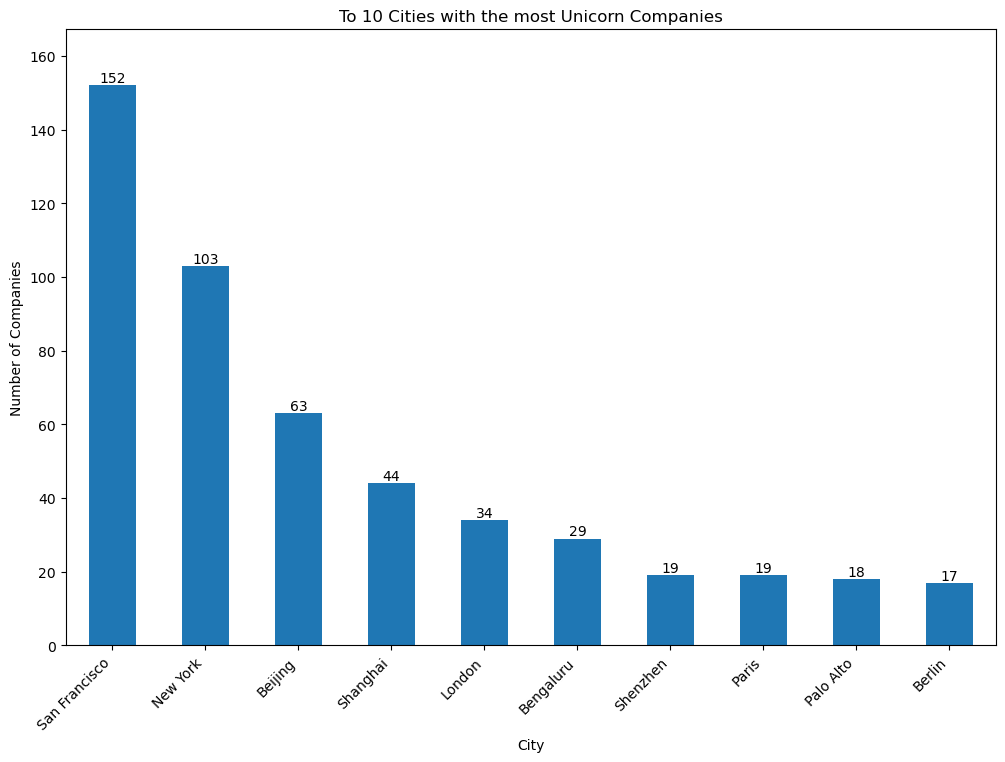 To 10 Cities with the most Unicorn Companies
160
140
120
100
80
60
40
20
0
Number of Companies
152
103
63
44
34
29
19
19
18
17
San Francisco
New York
Beijing
Shanghai
London
Bengaluru
Shenzhen
Paris
Palo Alto
Berlin
City